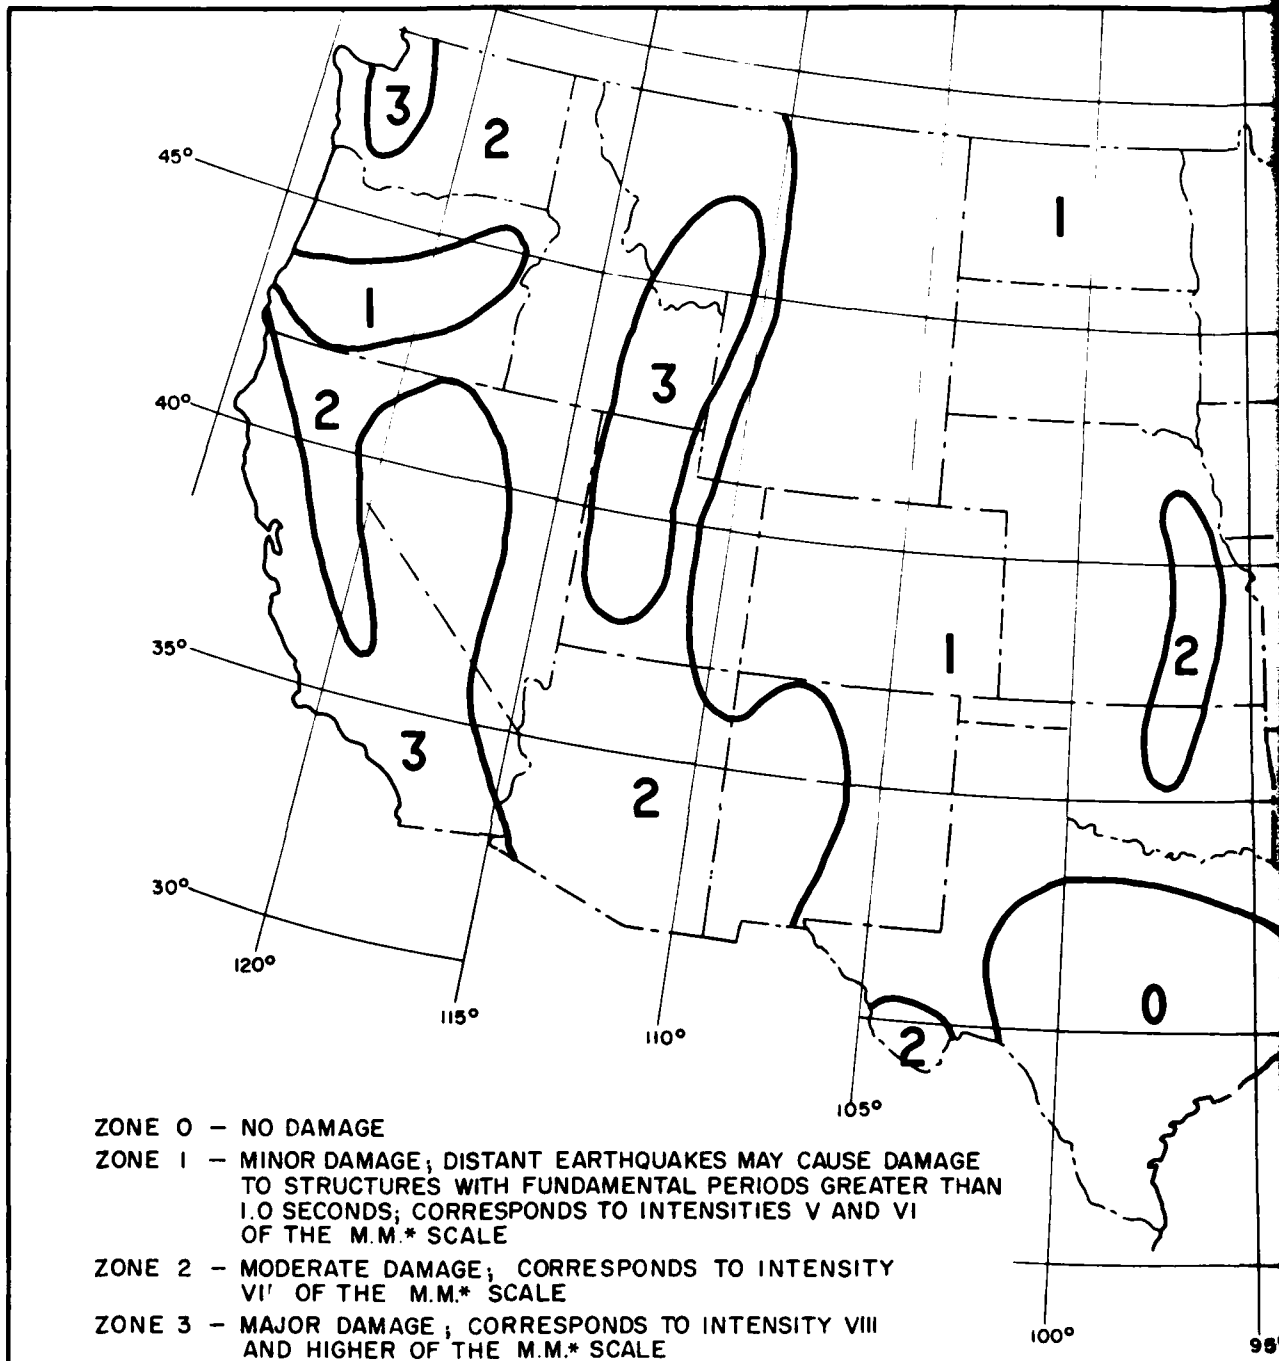 3
2
45°
1
1
3
40°
2
2
35°
1
3
2
30°
0
120°
115°
2
110°
105°
ZONE 0 – NO DAMAGE
ZONE 1 – MINOR DAMAGE; DISTANT EARTHQUAKES MAY CAUSE DAMAGE
TO STRUCTURES WITH FUNDAMENTAL PERIODS GREATER THAN
1.0 SECONDS; CORRESPONDS TO INTENSITIES V AND VI
OF THE M.M.* SCALE
ZONE 2 – MODERATE DAMAGE; CORRESPONDS TO INTENSITY
VI' OF THE M.M.* SCALE
ZONE 3 – MAJOR DAMAGE; CORRESPONDS TO INTENSITY VIII
AND HIGHER OF THE M.M.* SCALE
100°
95°